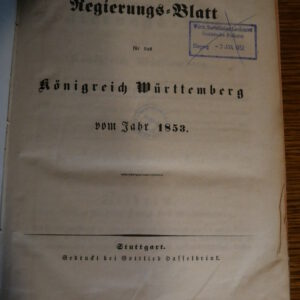 Regierungs-Blatt
für das
Königreich Württemberg
vom Jahr 1853.
Stuttgart.
Gedruckt bei Gottlieb Hasselbrink.